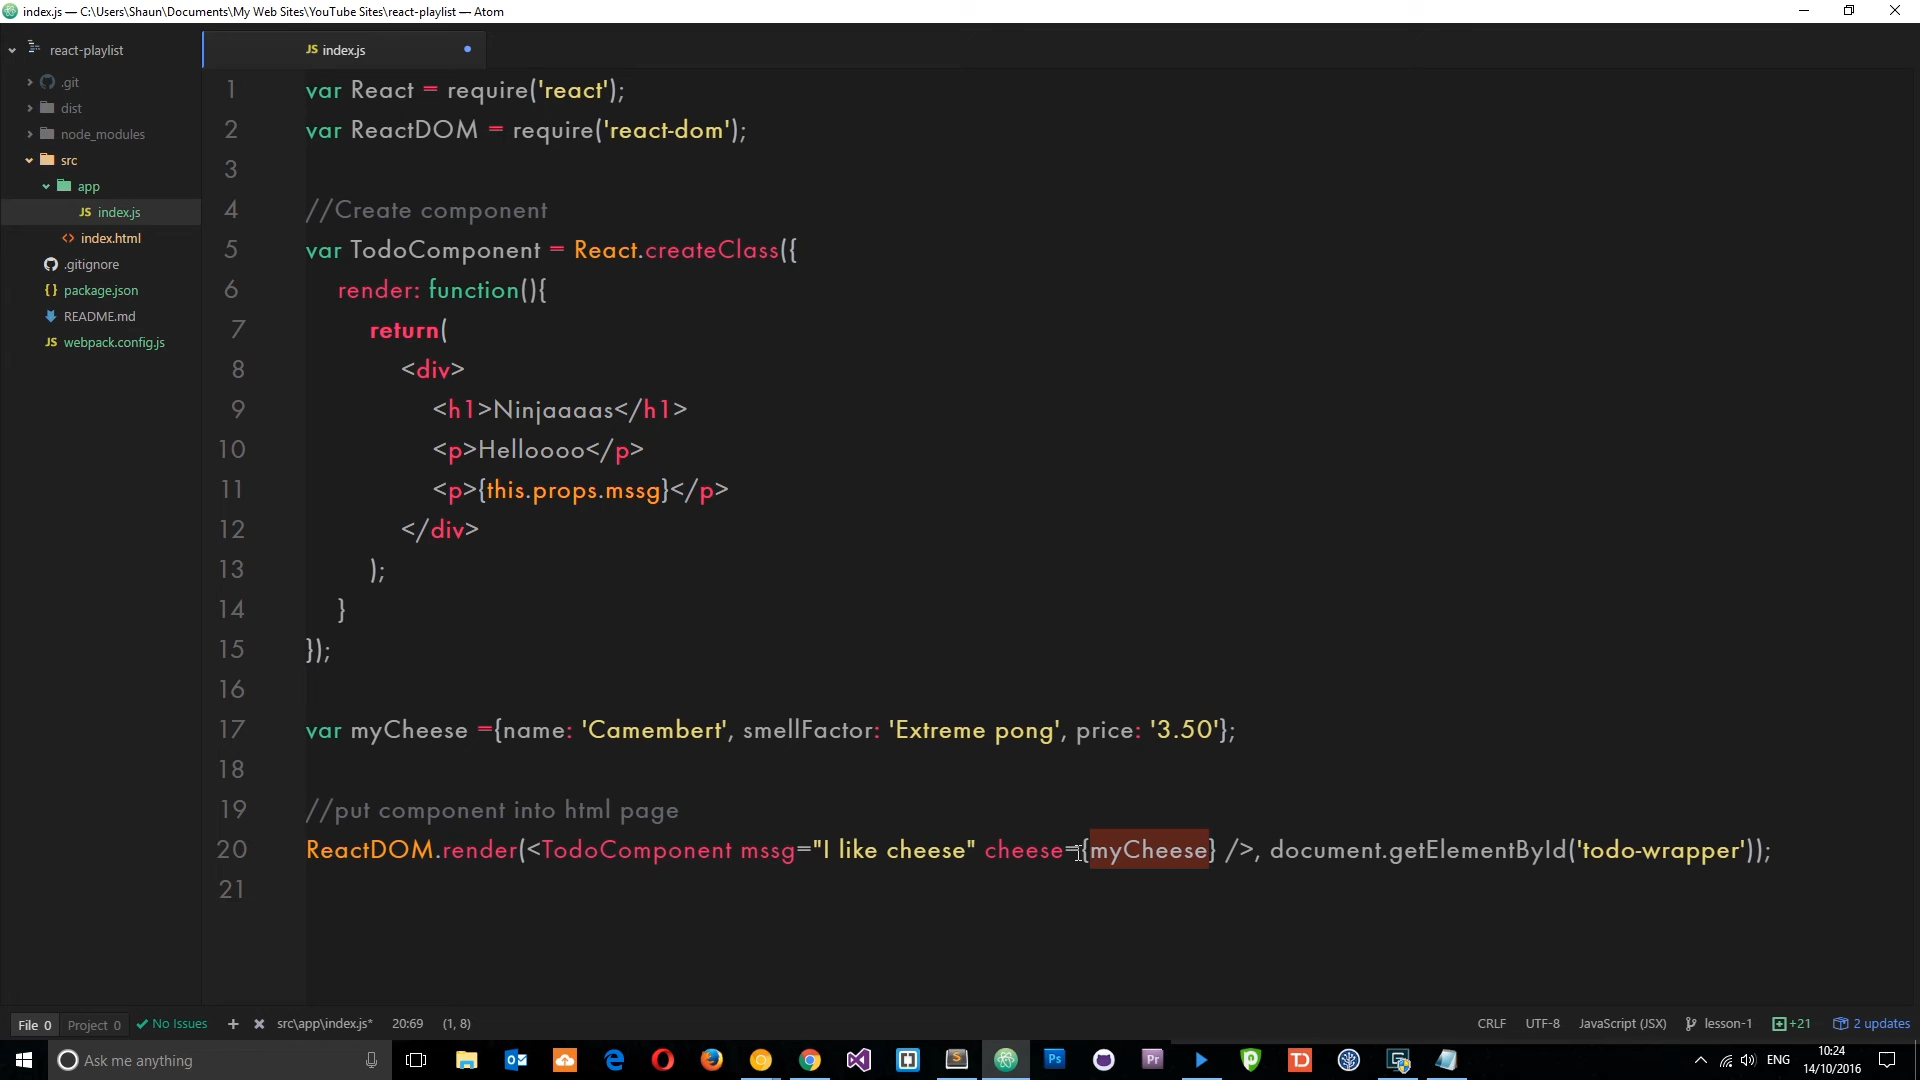 index.js — C:\Users\Shaun\Documents\My Web Sites\YouTube Sites\react-playlist — Atom
react-playlist
.git
dist
node_modules
src
app
JS index.js
<> index.html
.gitignore
{} package.json
README.md
JS webpack.config.js
JS index.js
1 var React = require('react');
2 var ReactDOM = require('react-dom');
3
4 //Create component
5 var TodoComponent = React.createClass({
6 render: function(){
7 return(
8 <div>
9 <h1>Ninjaaaas</h1>
10 <p>Helloooo</p>
11 <p>{this.props.mssg}</p>
12 </div>
13 );
14 }
15 });
16
17 var myCheese ={name: 'Camembert', smellFactor: 'Extreme pong', price: '3.50'};
18
19 //put component into html page
20 ReactDOM.render(<TodoComponent mssg="I like cheese" cheese={myCheese} />, document.getElementById('todo-wrapper'));
21
File 0 Project 0 No Issues + src\app\index.js* 20:69 (1, 8) CRLF UTF-8 JavaScript (JSX) lesson-1 +21 2 updates
Ask me anything Ps Pr TD ENG 10:24
14/10/2016